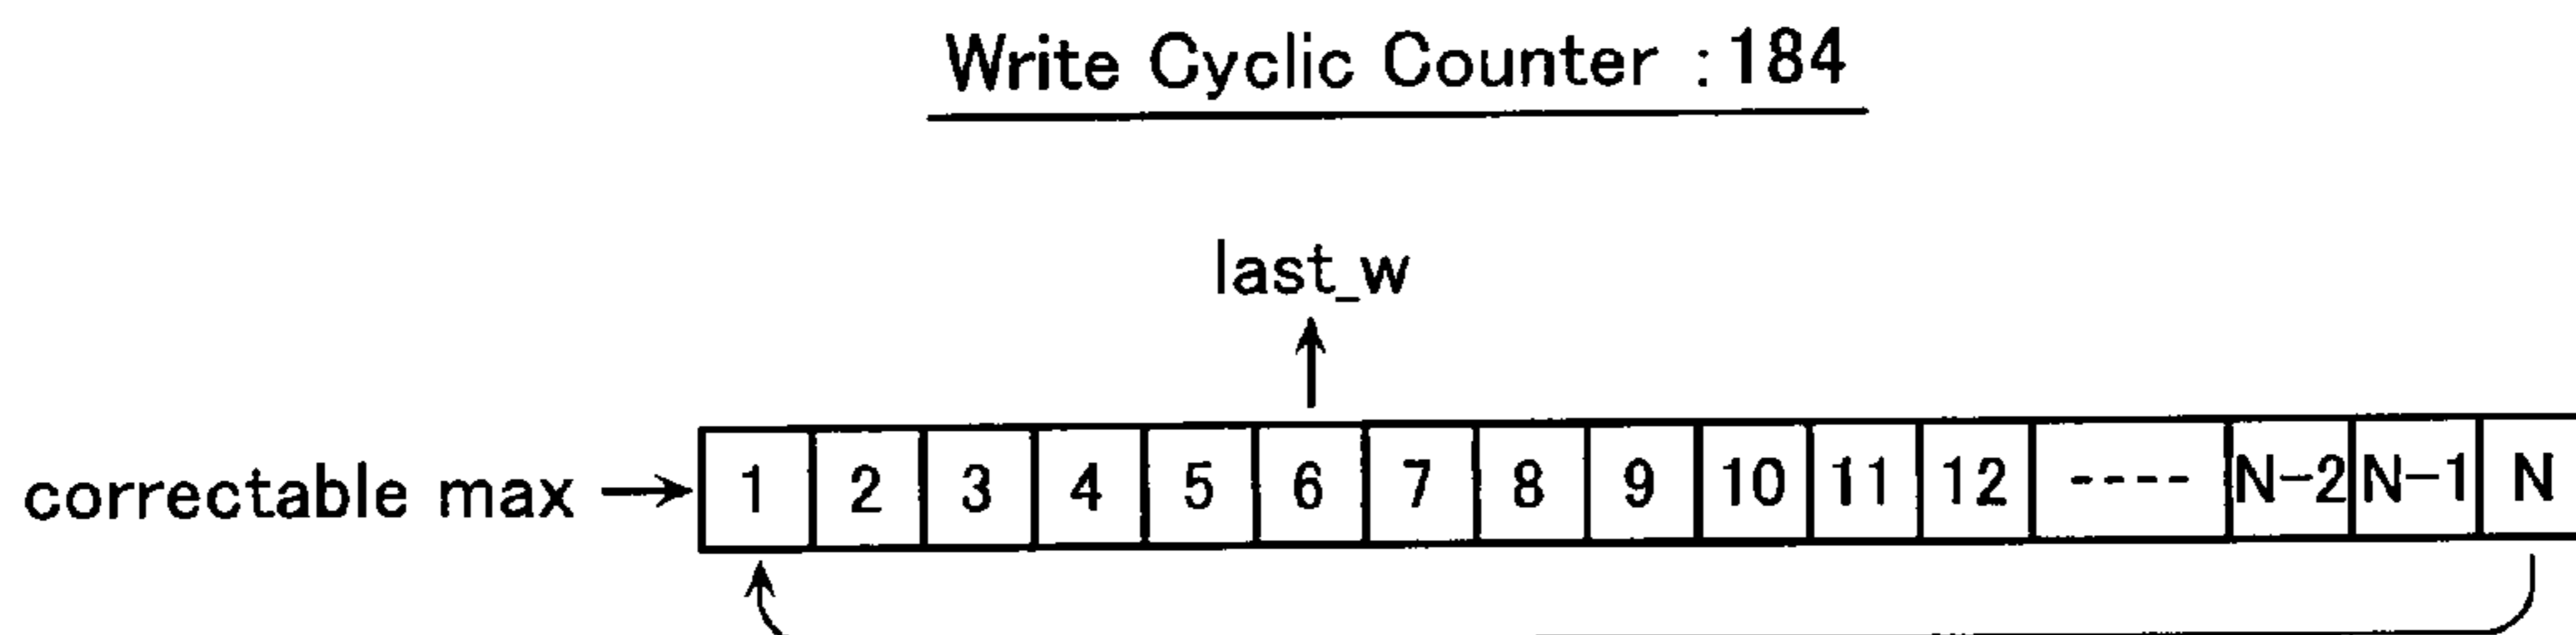 Write Cyclic Counter :184
last_w
correctable max 1 2 3 4 5 6 7 8 9 10 11 12 ---- N-2 N-1 N